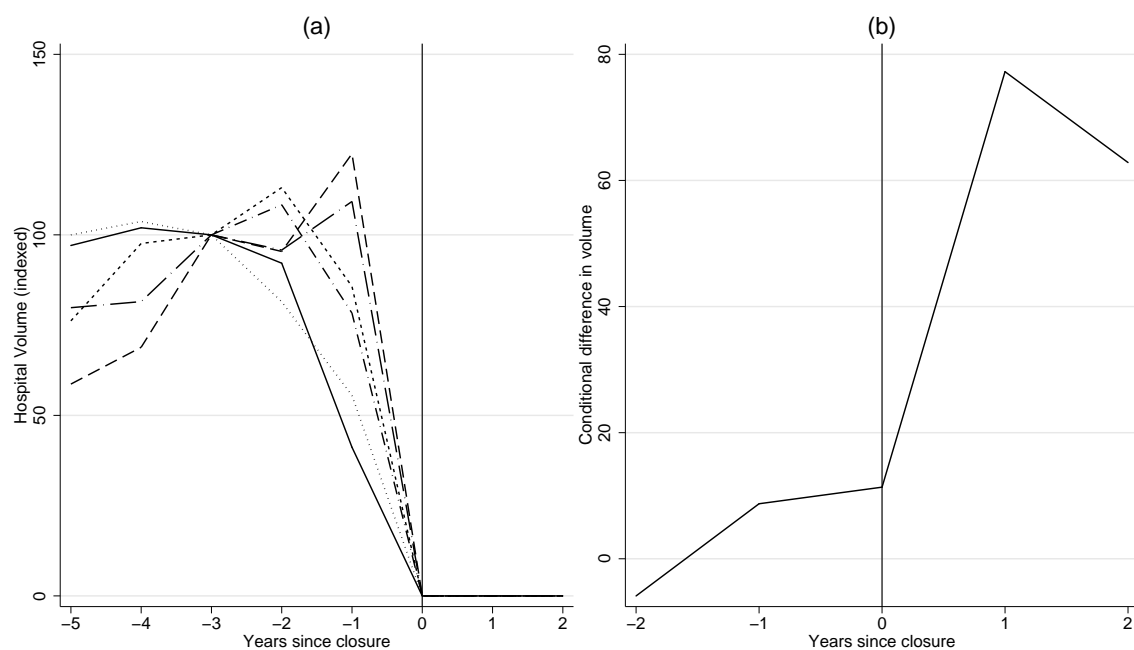 (a)
Hospital Volume (indexed)
150
100
50
0
−5 −4 −3 −2 −1 0 1 2
Years since closure
(b)
Conditional difference in volume
80
60
40
20
0
−2 −1 0 1 2
Years since closure